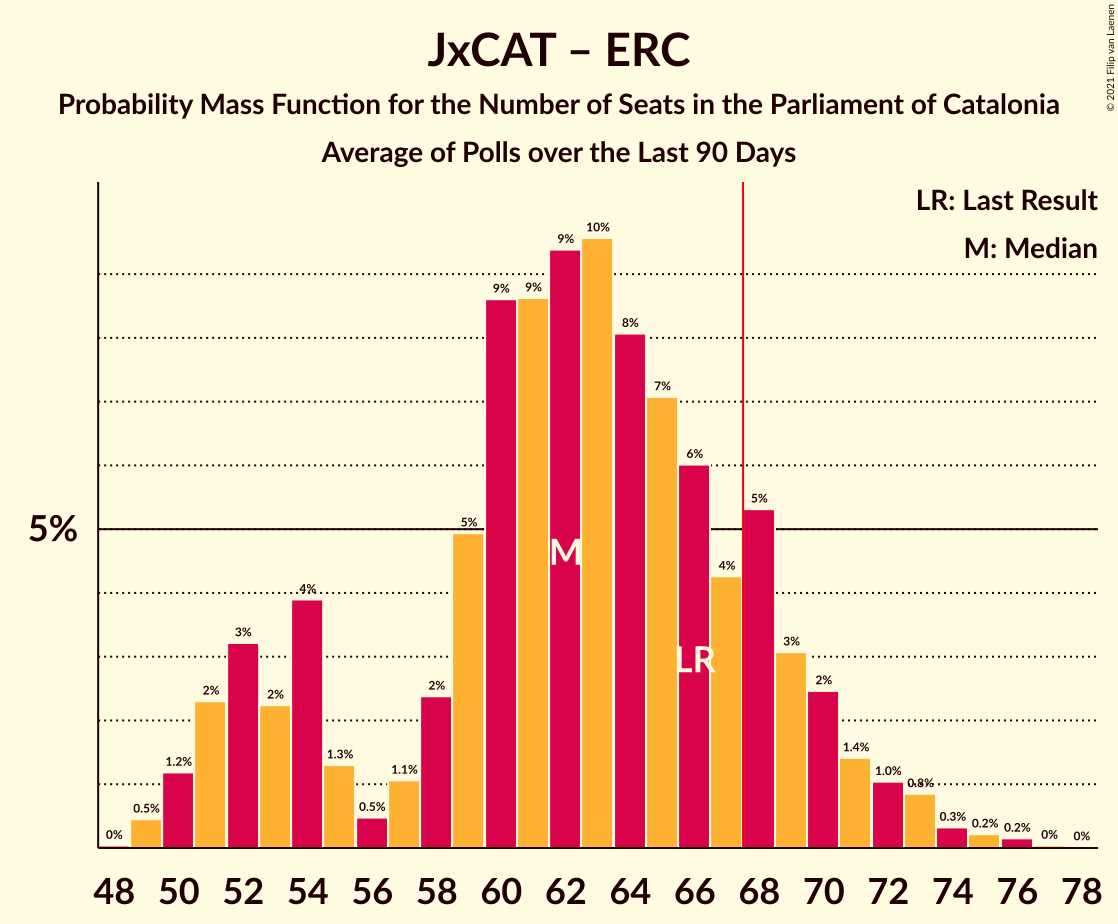 JxCAT – ERC
Probability Mass Function for the Number of Seats in the Parliament of Catalonia
Average of Polls over the Last 90 Days
© 2021 Filip van Laenen
LR: Last Result
M: Median
5%
0% 0.5% 1.2% 2% 3% 2% 4% 1.3% 0.5% 1.1% 2% 5% 9% 9% 9% 10% 8% 7% 6% 4% 5% 3% 2% 1.4% 1.0% 0.8% 0.3% 0.2% 0.2% 0% 0%
M
LR
48 50 52 54 56 58 60 62 64 66 68 70 72 74 76 78